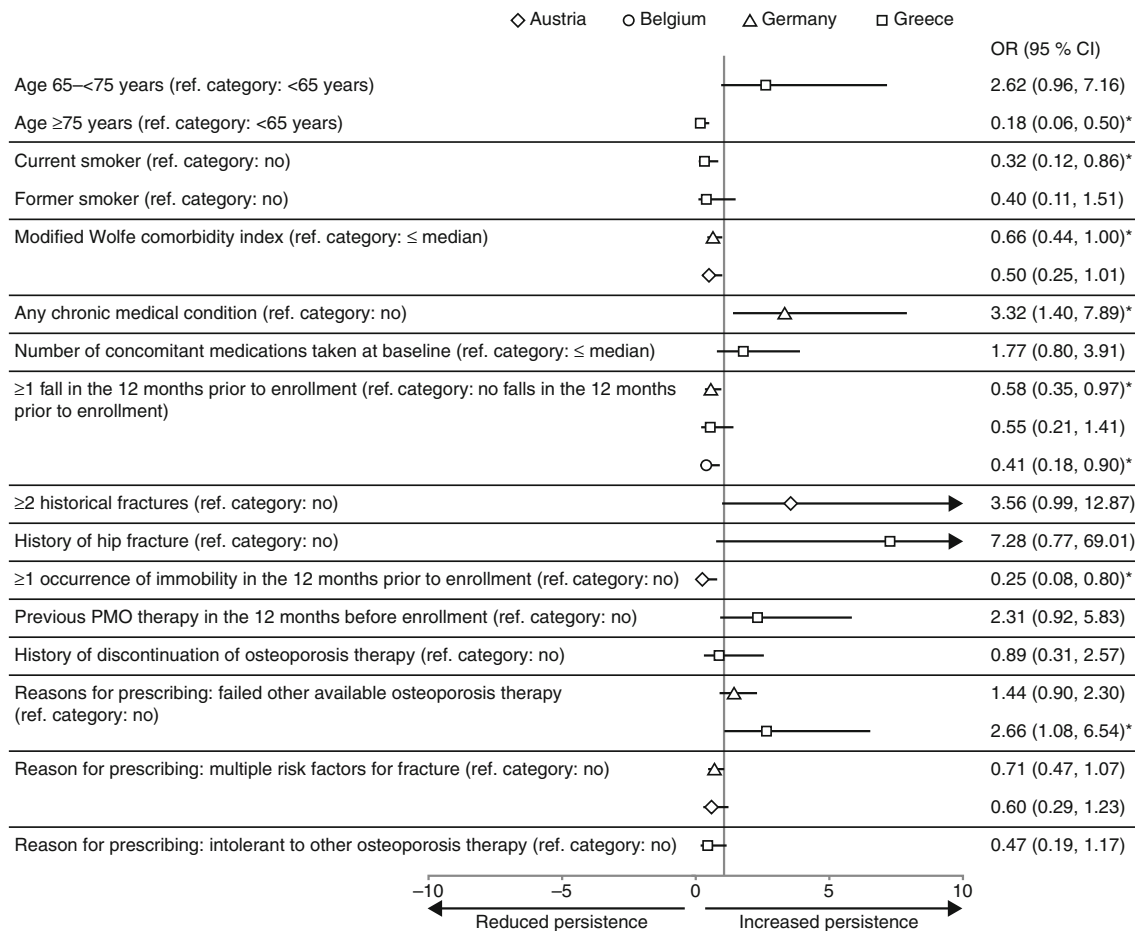 Austria Belgium Germany Greece
OR (95 % CI)
Age 65–<75 years (ref. category: <65 years) 2.62 (0.96, 7.16)
Age ≥75 years (ref. category: <65 years) 0.18 (0.06, 0.50)*
Current smoker (ref. category: no) 0.32 (0.12, 0.86)*
Former smoker (ref. category: no) 0.40 (0.11, 1.51)
Modified Wolfe comorbidity index (ref. category: ≤ median) 0.66 (0.44, 1.00)*
0.50 (0.25, 1.01)
Any chronic medical condition (ref. category: no) 3.32 (1.40, 7.89)*
Number of concomitant medications taken at baseline (ref. category: ≤ median) 1.77 (0.80, 3.91)
≥1 fall in the 12 months prior to enrollment (ref. category: no falls in the 12 months 0.58 (0.35, 0.97)*
prior to enrollment)
0.55 (0.21, 1.41)
0.41 (0.18, 0.90)*
≥2 historical fractures (ref. category: no) 3.56 (0.99, 12.87)
History of hip fracture (ref. category: no) 7.28 (0.77, 69.01)
≥1 occurrence of immobility in the 12 months prior to enrollment (ref. category: no) 0.25 (0.08, 0.80)*
Previous PMO therapy in the 12 months before enrollment (ref. category: no) 2.31 (0.92, 5.83)
History of discontinuation of osteoporosis therapy (ref. category: no) 0.89 (0.31, 2.57)
Reasons for prescribing: failed other available osteoporosis therapy 1.44 (0.90, 2.30)
(ref. category: no)
2.66 (1.08, 6.54)*
Reason for prescribing: multiple risk factors for fracture (ref. category: no) 0.71 (0.47, 1.07)
0.60 (0.29, 1.23)
Reason for prescribing: intolerant to other osteoporosis therapy (ref. category: no) 0.47 (0.19, 1.17)
–10 –5 0 5 10
Reduced persistence Increased persistence